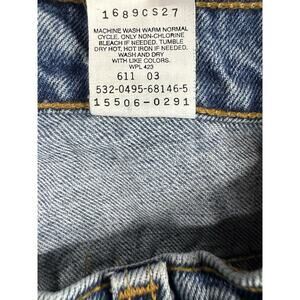 1689CS27
MACHINE WASH WARM NORMAL
CYCLE. ONLY NON-CHLORINE
BLEACH IF NEEDED. TUMBLE
DRY HOT. HOT IRON IF NEEDED.
WASH AND DRY
WITH LIKE COLORS.
WPL 423
611 03
532-0495-68146-5
15506-0291